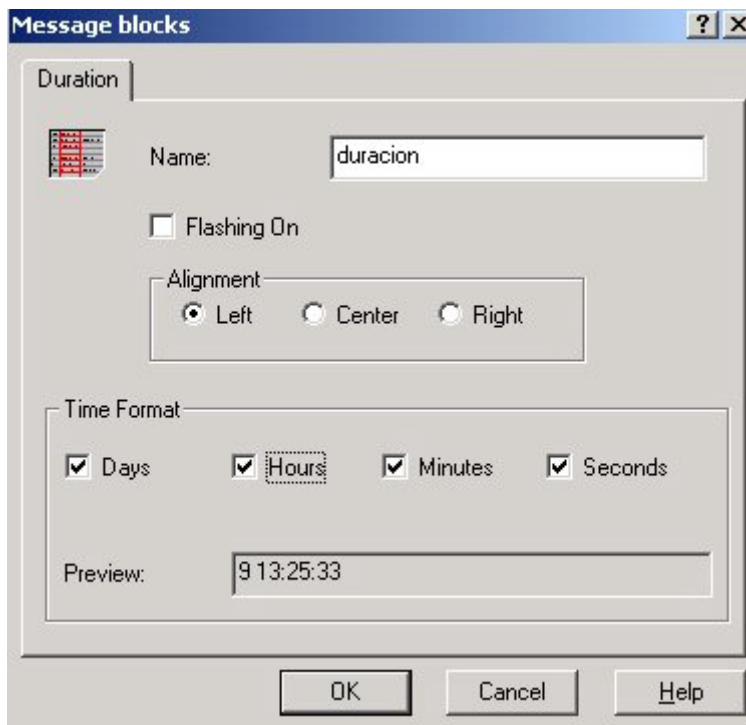 Message blocks
Duration
Name: duracion
Flashing On
Alignment
Left Center Right
Time Format
Days Hours Minutes Seconds
Preview: 9 13:25:33
OK Cancel Help